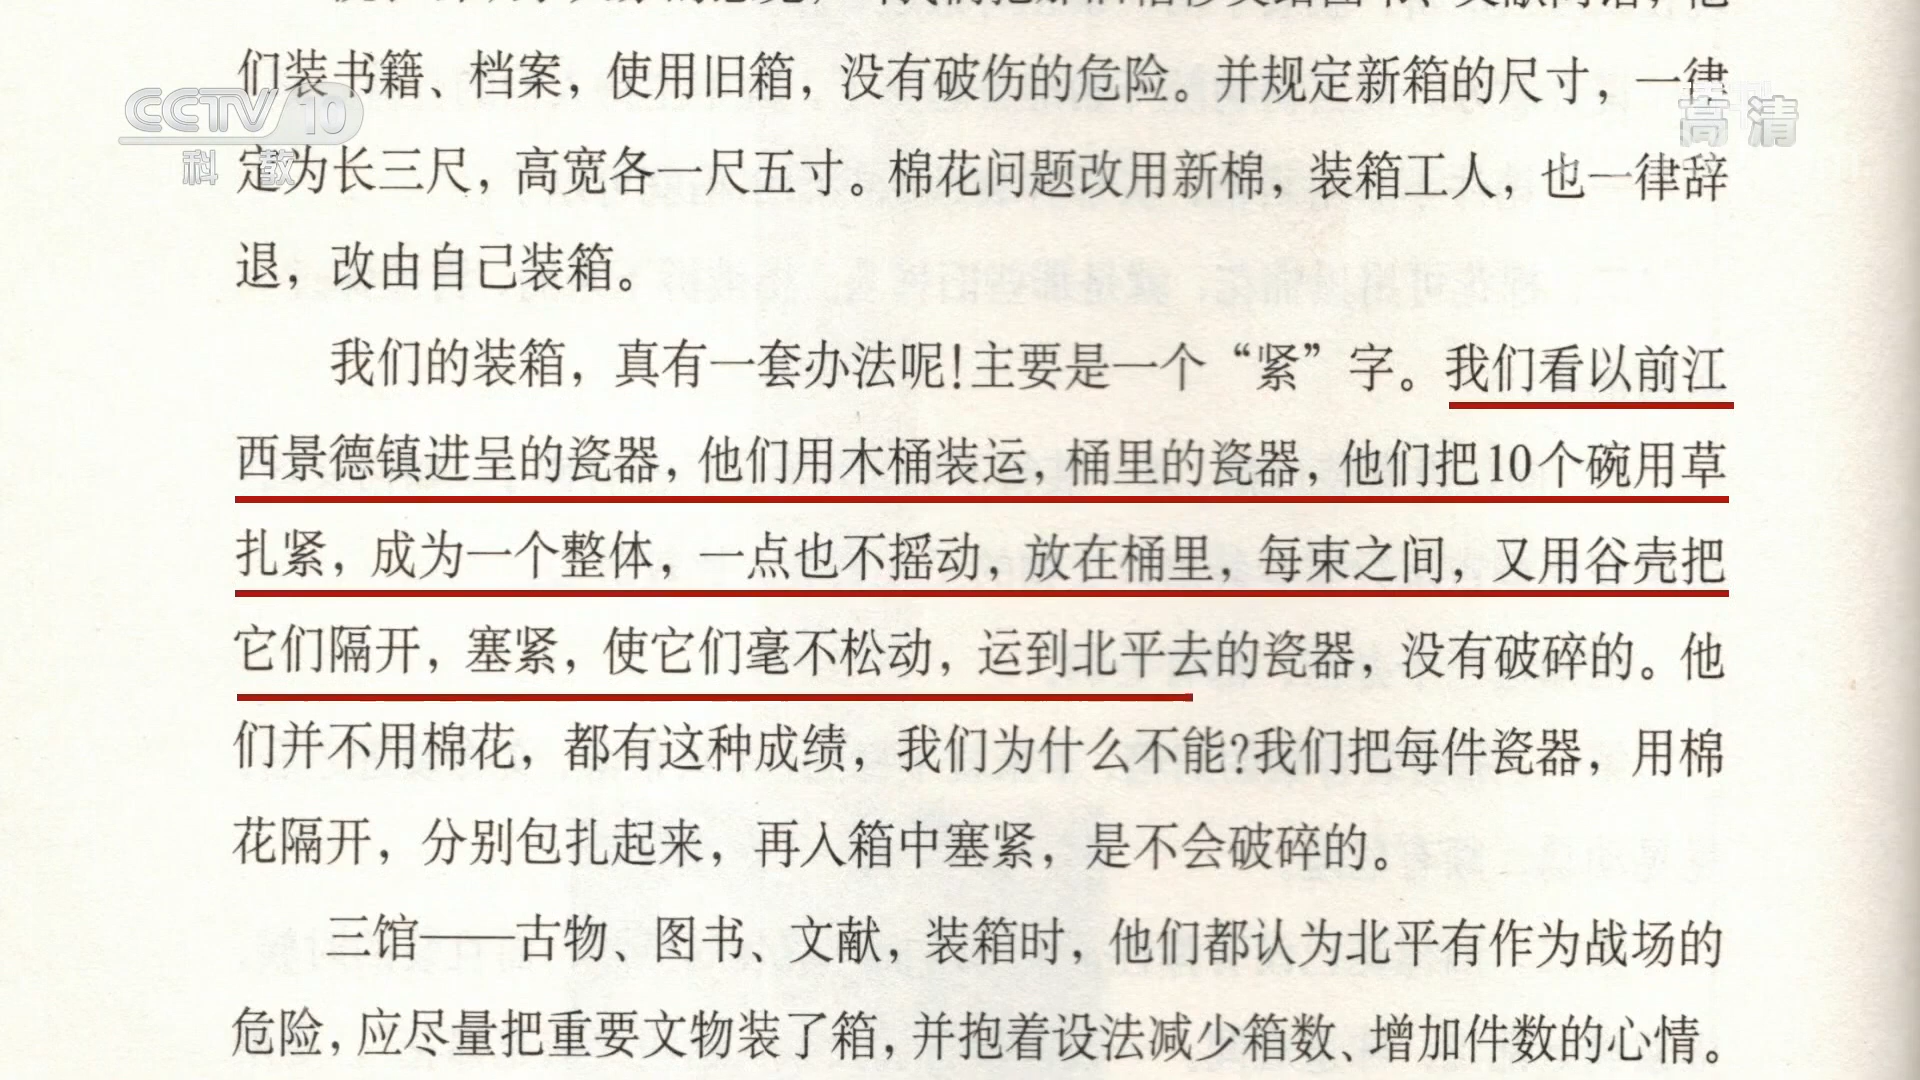 们装书籍、档案，使用旧箱，没有破伤的危险。并规定新箱的尺寸，一律
CCTV 10
高清
科教
定为长三尺，高宽各一尺五寸。棉花问题改用新棉，装箱工人，也一律辞
退，改由自己装箱。
我们的装箱，真有一套办法呢！主要是一个“紧”字。我们看以前江
西景德镇进呈的瓷器，他们用木桶装运，桶里的瓷器，他们把10个碗用草
扎紧，成为一个整体，一点也不摇动，放在桶里，每束之间，又用谷壳把
它们隔开，塞紧，使它们毫不松动，运到北平去的瓷器，没有破碎的。他
们并不用棉花，都有这种成绩，我们为什么不能？我们把每件瓷器，用棉
花隔开，分别包扎起来，再入箱中塞紧，是不会破碎的。
三馆——古物、图书、文献，装箱时，他们都认为北平有作为战场的
危险，应尽量把重要文物装了箱，并抱着设法减少箱数、增加件数的心情。